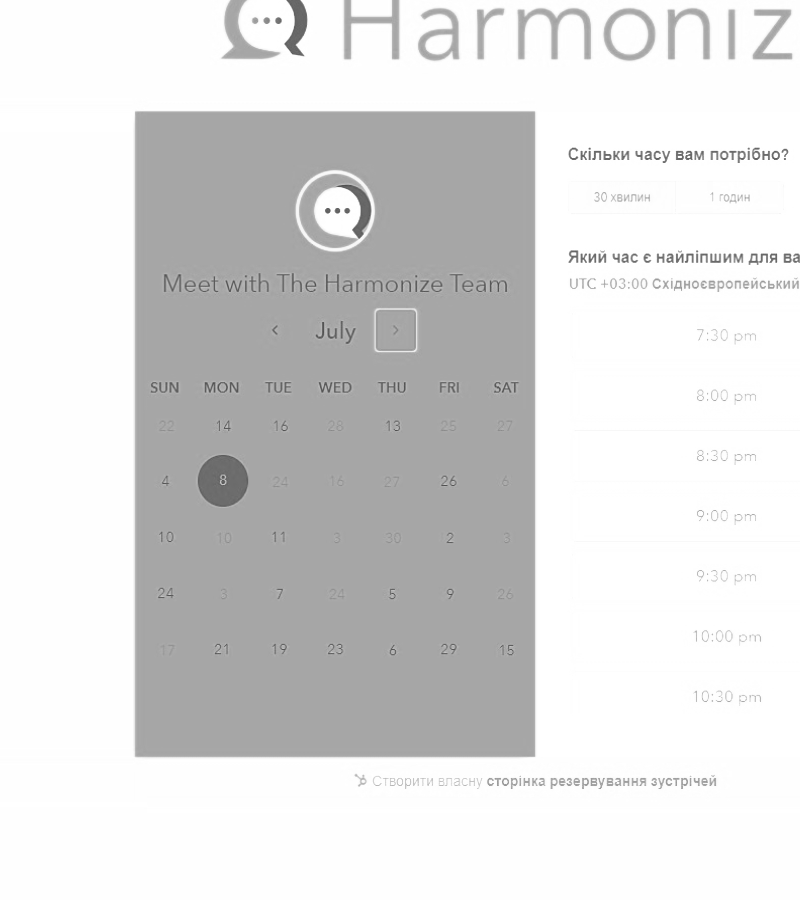 Harmoniz
Meet with The Harmonize Team
July
SUN MON TUE WED THU FRI SAT
22 14 16 28 13 25 27
4 8 24 16 27 26 6
10 10 11 3 30 2 3
24 3 7 24 5 9 26
17 21 19 23 6 29 15
Скільки часу вам потрібно?
30 хвилин 1 годин
Який час є найліпшим для ва
UTC +03:00 Східноєвропейський
7:30 pm
8:00 pm
8:30 pm
9:00 pm
9:30 pm
10:00 pm
10:30 pm
Створити власну сторінка резервування зустрічей